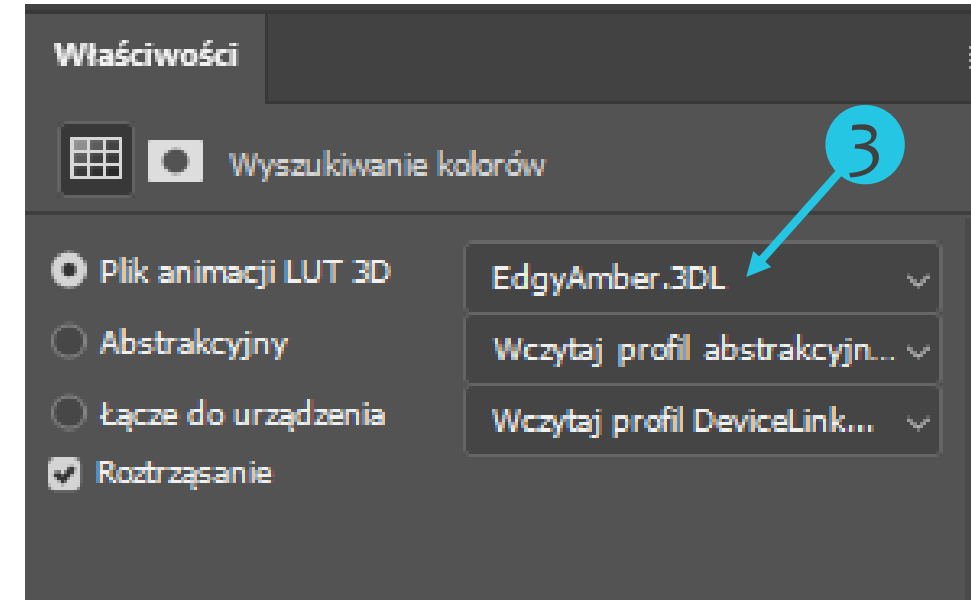 Właściwości
Wyszukiwanie kolorów
3
Plik animacji LUT 3D
EdgyAmber.3DL
Abstrakcyjny
Wczytaj profil abstrakcyjn...
Łącze do urządzenia
Wczytaj profil DeviceLink...
Roztrząsanie